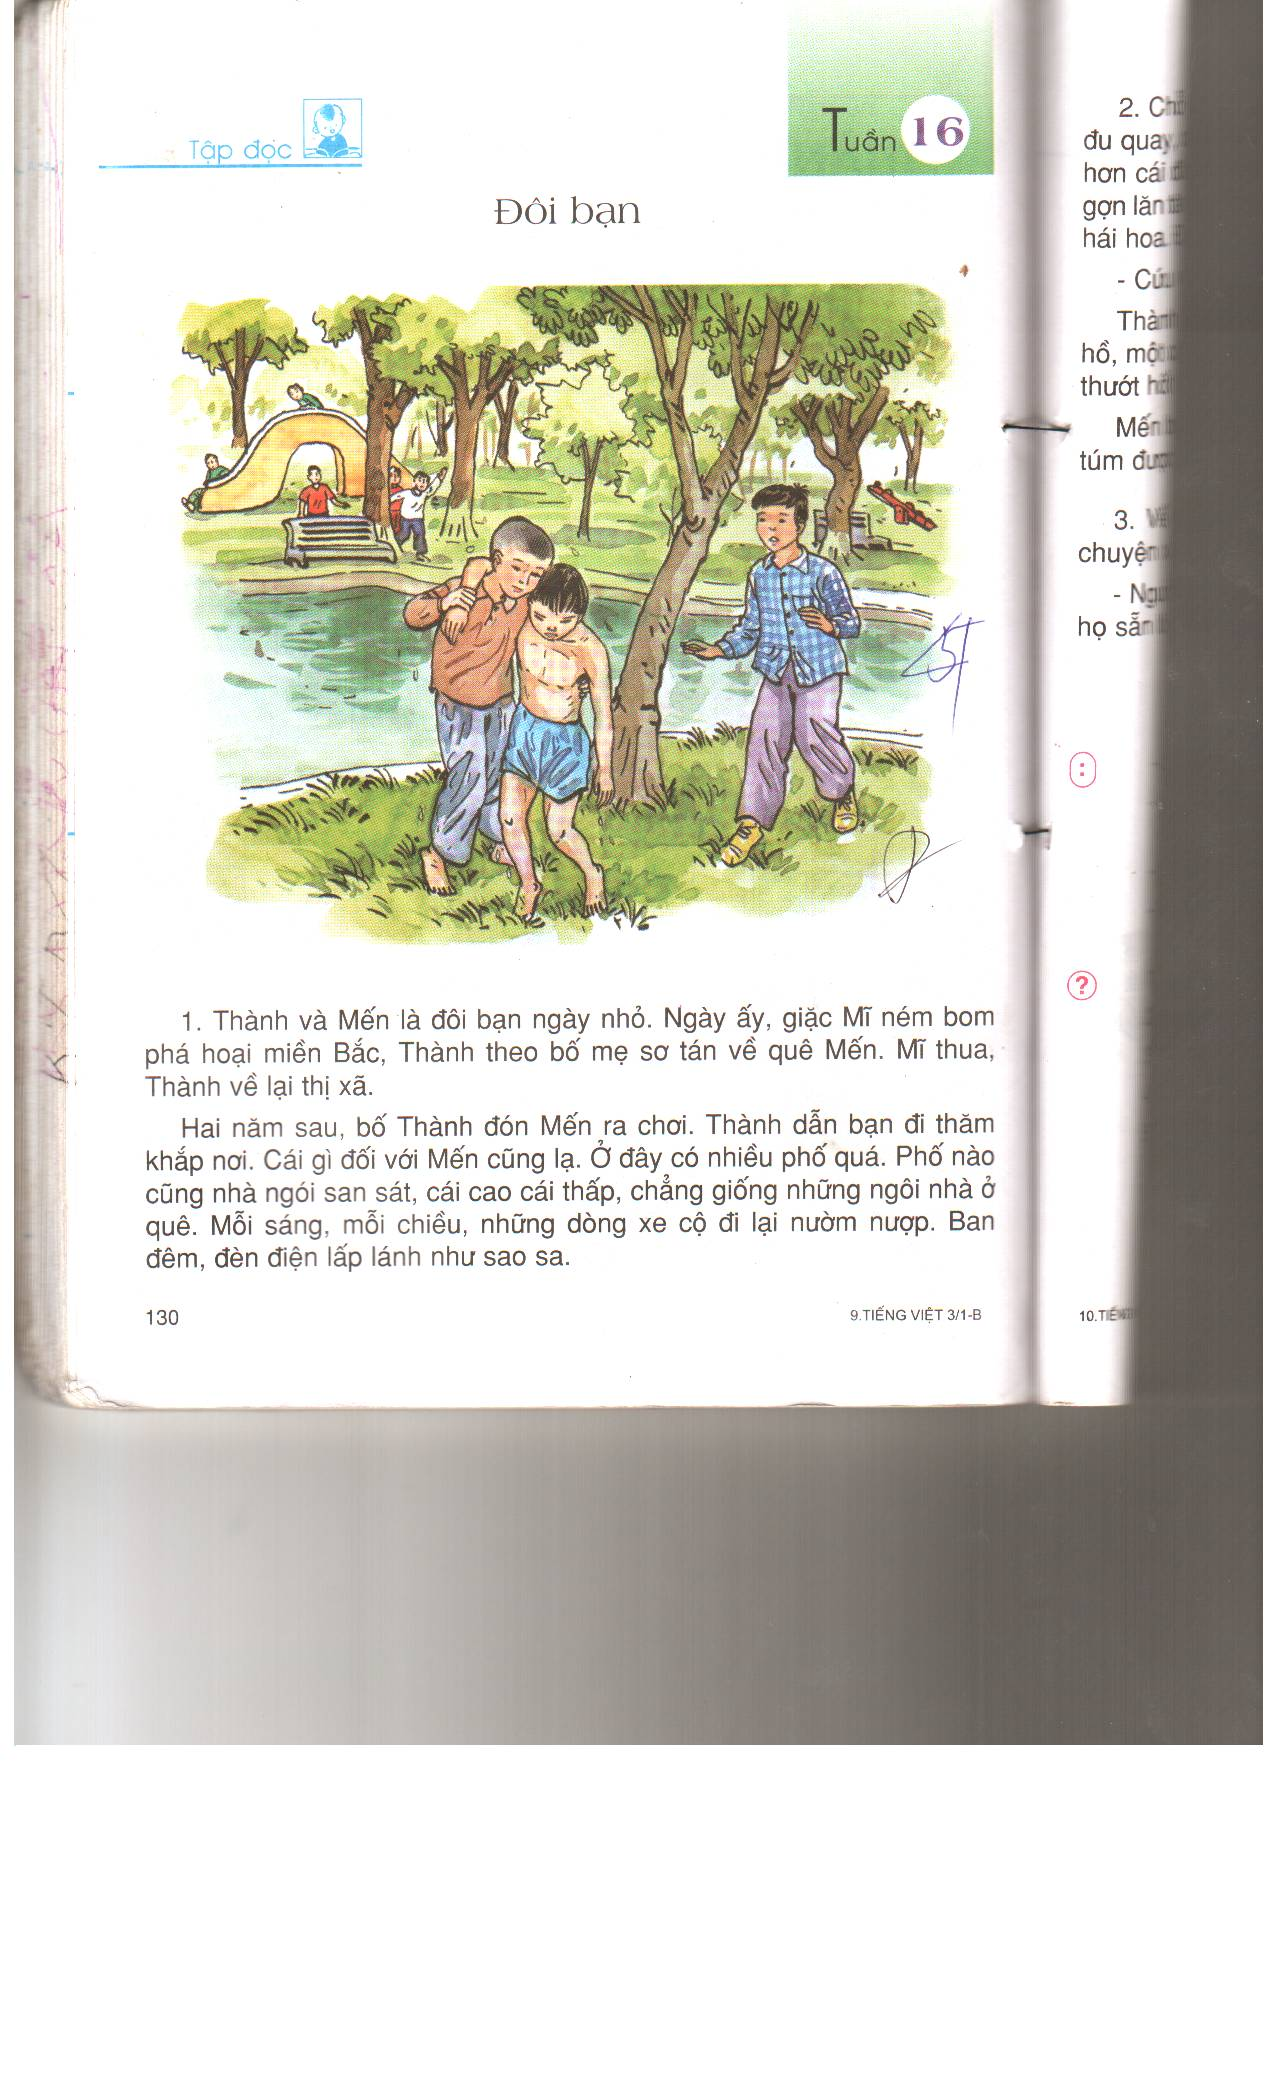 Tập đọc
Tuần 16
Đôi bạn
1. Thành và Mến là đôi bạn ngày nhỏ. Ngày ấy, giặc Mĩ ném bom
phá hoại miền Bắc, Thành theo bố mẹ sơ tán về quê Mến. Mĩ thua,
Thành về lại thị xã.
Hai năm sau, bố Thành đón Mến ra chơi. Thành dẫn bạn đi thăm
khắp nơi. Cái gì đối với Mến cũng lạ. Ở đây có nhiều phố quá. Phố nào
cũng nhà ngói san sát, cái cao cái thấp, chẳng giống những ngôi nhà ở
quê. Mỗi sáng, mỗi chiều, những dòng xe cộ đi lại nườm nượp. Ban
đêm, đèn điện lấp lánh như sao sa.
130
9.TIẾNG VIỆT 3/1-B
2.
đu quay
hơn cái
gợn lăn
hái hoa.
-
hồ, một
thướt
Mến
túm
3.
chuyện
-
họ sẵn
:
?
10.